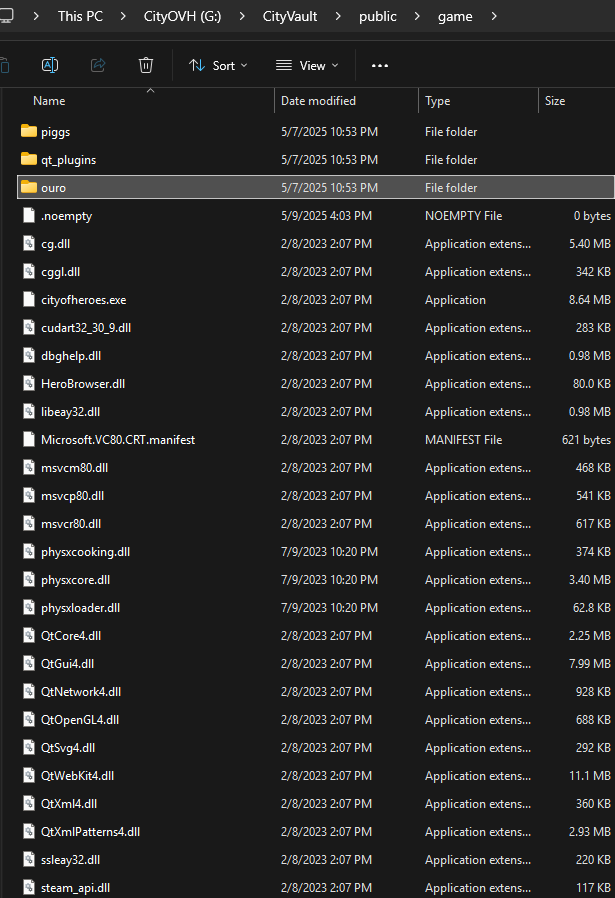 This PC > CityOVH (G:) > CityVault > public > game >
Sort View
Name Date modified Type Size
piggs 5/7/2025 10:53 PM File folder
qt_plugins 5/7/2025 10:53 PM File folder
ouro 5/7/2025 10:53 PM File folder
.noempty 5/9/2025 4:03 PM NOEMPTY File 0 bytes
cg.dll 2/8/2023 2:07 PM Application extens... 5.40 MB
cggl.dll 2/8/2023 2:07 PM Application extens... 342 KB
cityofheroes.exe 2/8/2023 2:07 PM Application 8.64 MB
cudart32_30_9.dll 2/8/2023 2:07 PM Application extens... 283 KB
dbghelp.dll 2/8/2023 2:07 PM Application extens... 0.98 MB
HeroBrowser.dll 2/8/2023 2:07 PM Application extens... 80.0 KB
libeay32.dll 2/8/2023 2:07 PM Application extens... 0.98 MB
Microsoft.VC80.CRT.manifest 2/8/2023 2:07 PM MANIFEST File 621 bytes
msvcm80.dll 2/8/2023 2:07 PM Application extens... 468 KB
msvcp80.dll 2/8/2023 2:07 PM Application extens... 541 KB
msvcr80.dll 2/8/2023 2:07 PM Application extens... 617 KB
physxcooking.dll 7/9/2023 10:20 PM Application extens... 374 KB
physxcore.dll 7/9/2023 10:20 PM Application extens... 3.40 MB
physxloader.dll 7/9/2023 10:20 PM Application extens... 62.8 KB
QtCore4.dll 2/8/2023 2:07 PM Application extens... 2.25 MB
QtGui4.dll 2/8/2023 2:07 PM Application extens... 7.99 MB
QtNetwork4.dll 2/8/2023 2:07 PM Application extens... 928 KB
QtOpenGL4.dll 2/8/2023 2:07 PM Application extens... 688 KB
QtSvg4.dll 2/8/2023 2:07 PM Application extens... 292 KB
QtWebKit4.dll 2/8/2023 2:07 PM Application extens... 11.1 MB
QtXml4.dll 2/8/2023 2:07 PM Application extens... 360 KB
QtXmlPatterns4.dll 2/8/2023 2:07 PM Application extens... 2.93 MB
ssleay32.dll 2/8/2023 2:07 PM Application extens... 220 KB
steam_api.dll 2/8/2023 2:07 PM Application extens... 117 KB